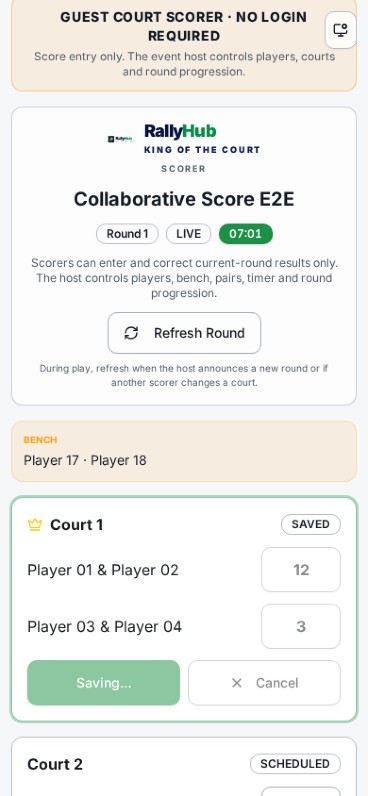 GUEST COURT SCORER · NO LOGIN
REQUIRED
Score entry only. The event host controls players, courts
and round progression.
RallyHub
RallyHub
KING OF THE COURT
SCORER
Collaborative Score E2E
Round 1
LIVE
07:01
Scorers can enter and correct current-round results only.
The host controls players, bench, pairs, timer and round
progression.
Refresh Round
During play, refresh when the host announces a new round or if
another scorer changes a court.
BENCH
Player 17 · Player 18
Court 1
SAVED
Player 01 & Player 02
12
Player 03 & Player 04
3
Saving...
Cancel
Court 2
SCHEDULED